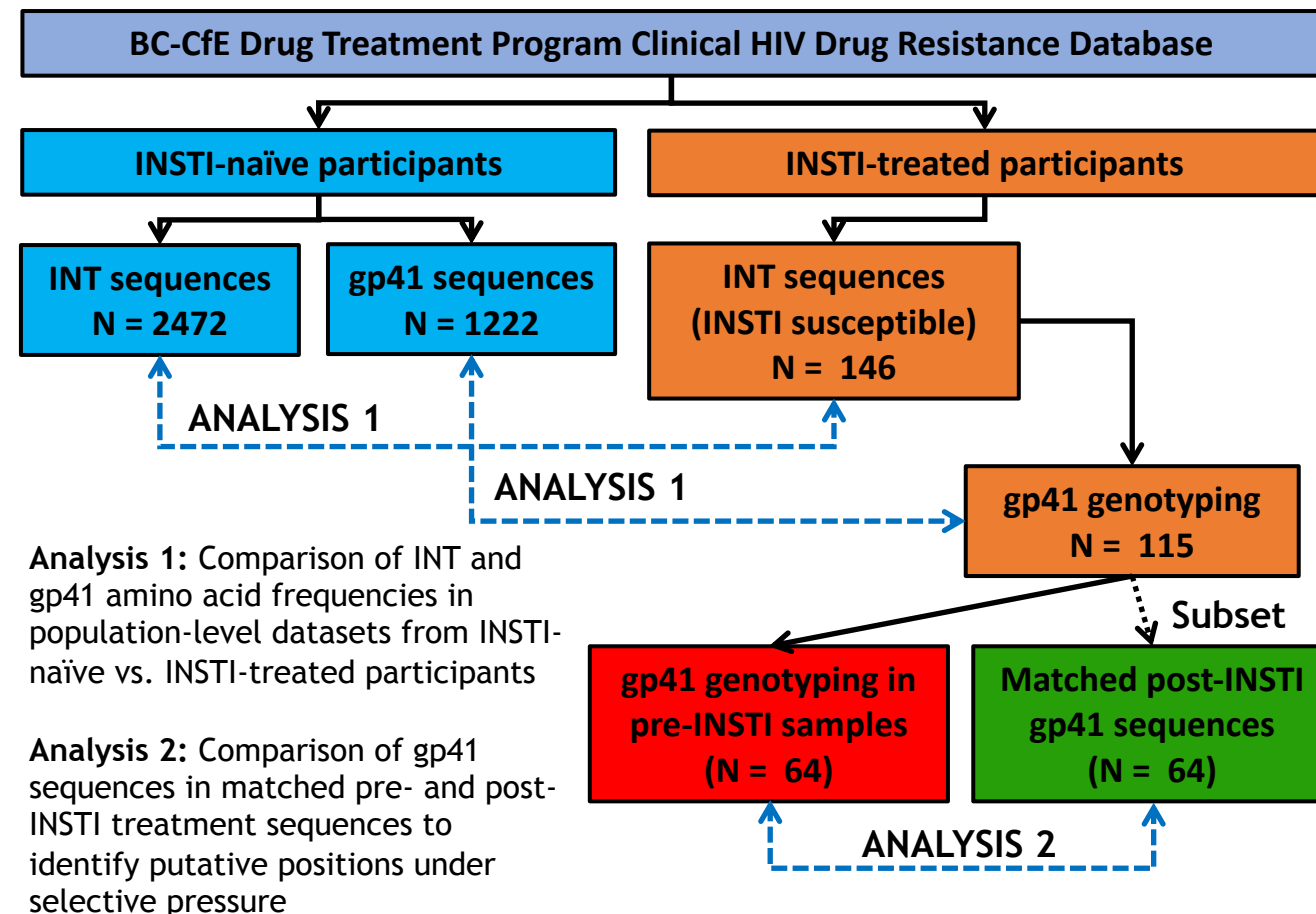 BC-CfE Drug Treatment Program Clinical HIV Drug Resistance Database
INSTI-naïve participants
INSTI-treated participants
INT sequences
N = 2472
gp41 sequences
N = 1222
INT sequences
(INSTI susceptible)
N = 146
ANALYSIS 1
ANALYSIS 1
gp41 genotyping
N = 115
Subset
Analysis 1: Comparison of INT and
gp41 amino acid frequencies in
population-level datasets from INSTI-
naïve vs. INSTI-treated participants
gp41 genotyping in
pre-INSTI samples
(N = 64)
Matched post-INSTI
gp41 sequences
(N = 64)
Analysis 2: Comparison of gp41
sequences in matched pre- and post-
INSTI treatment sequences to
identify putative positions under
selective pressure
ANALYSIS 2